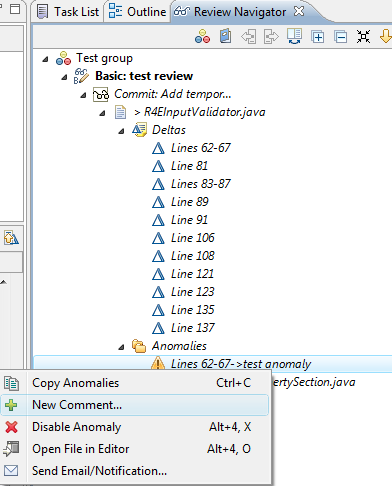 Task List
Outline
Review Navigator
Test group
Basic: test review
Commit: Add tempor...
> R4EInputValidator.java
Deltas
Lines 62-67
Line 81
Lines 83-87
Line 89
Line 91
Line 106
Line 108
Line 121
Line 123
Line 135
Line 137
Anomalies
Lines 62-67->test anomaly
ertySection.java
Copy Anomalies Ctrl+C
New Comment...
Disable Anomaly Alt+4, X
Open File in Editor Alt+4, O
Send Email/Notification...